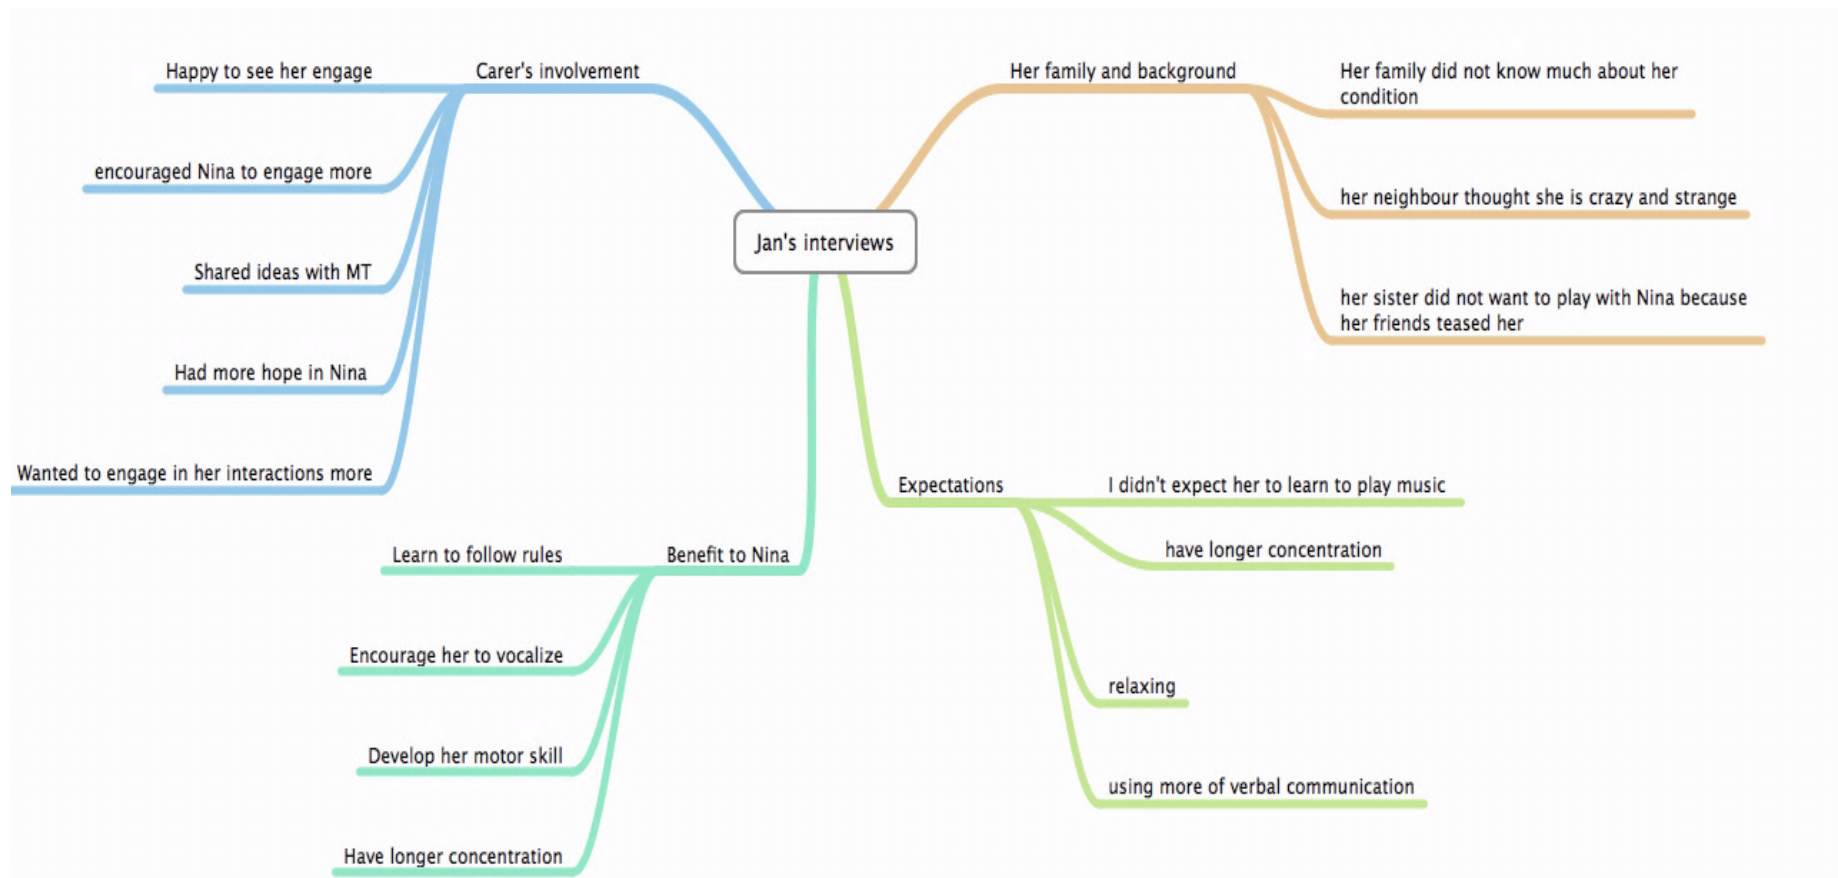 Jan's interviews
Carer's involvement
Happy to see her engage
encouraged Nina to engage more
Shared ideas with MT
Had more hope in Nina
Wanted to engage in her interactions more
Her family and background
Her family did not know much about her
condition
her neighbour thought she is crazy and strange
her sister did not want to play with Nina because
her friends teased her
Benefit to Nina
Learn to follow rules
Encourage her to vocalize
Develop her motor skill
Have longer concentration
Expectations
I didn't expect her to learn to play music
have longer concentration
relaxing
using more of verbal communication